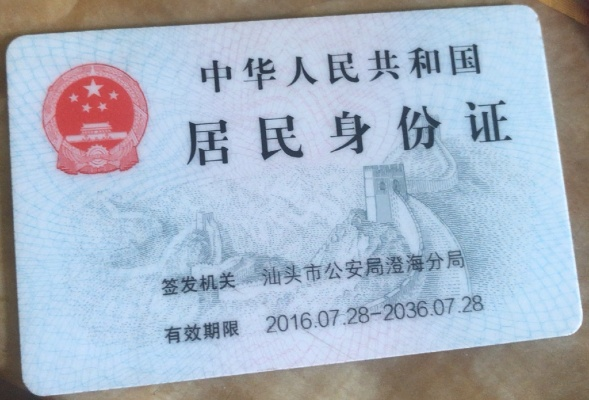 中华人民共和国
居民身份证
签发机关 汕头市公安局澄海分局
有效期限 2016.07.28-2036.07.28